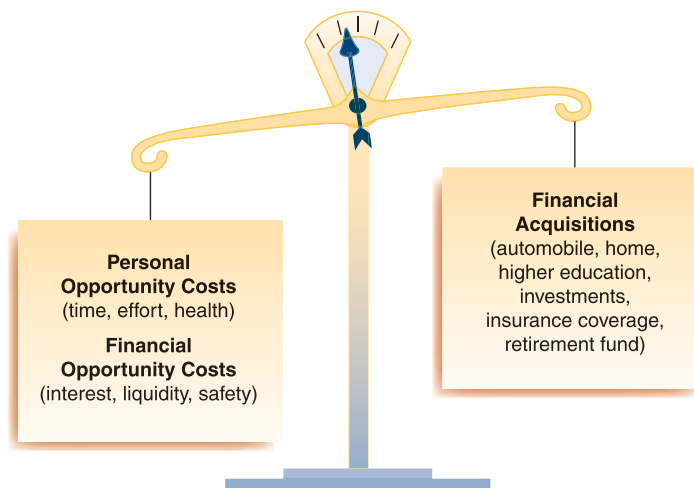 Personal
Opportunity Costs
(time, effort, health)
Financial
Opportunity Costs
(interest, liquidity, safety)
Financial
Acquisitions
(automobile, home,
higher education,
investments,
insurance coverage,
retirement fund)